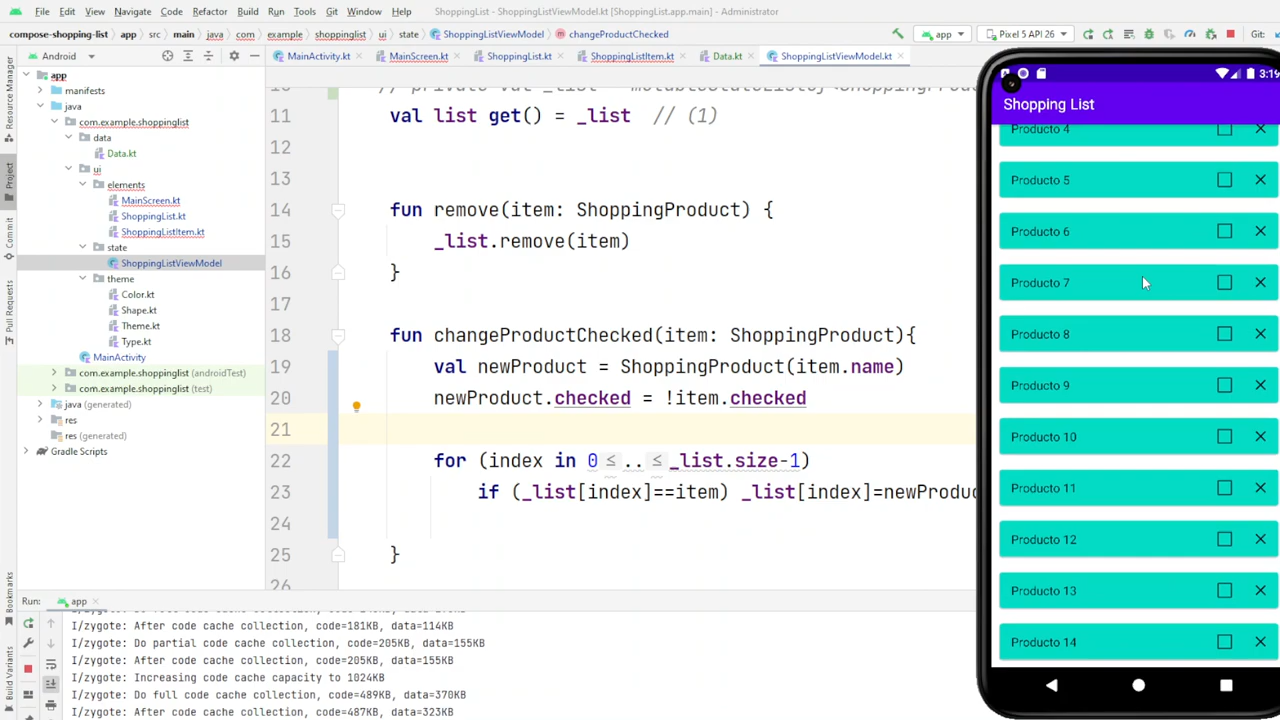 File Edit View Navigate Code Refactor Build Run Tools Git Window Help ShoppingList - ShoppingListViewModel.kt [ShoppingList.app.main] - Administrator
compose-shopping-list app src main java com example shoppinglist ui state ShoppingListViewModel changeProductChecked app Pixel 5 API 26 Git:
Android MainActivity.kt MainScreen.kt ShoppingList.kt ShoppingListItem.kt Data.kt ShoppingListViewModel.kt
Resource Manager
Project
Commit
Pull Requests
Bookmarks
Build Variants
app
manifests
java
com.example.shoppinglist
data
Data.kt
ui
elements
MainScreen.kt
ShoppingList.kt
ShoppingListItem.kt
state
ShoppingListViewModel
theme
Color.kt
Shape.kt
Theme.kt
Type.kt
MainActivity
com.example.shoppinglist (androidTest)
com.example.shoppinglist (test)
java (generated)
res
res (generated)
Gradle Scripts
11 val list get() = _list // (1)
12
13
14 fun remove(item: ShoppingProduct) {
15 _list.remove(item)
16 }
17
18 fun changeProductChecked(item: ShoppingProduct){
19 val newProduct = ShoppingProduct(item.name)
20 newProduct.checked = !item.checked
21
22 for (index in 0 ≤ .. ≤ _list.size-1)
23 if (_list[index]==item) _list[index]=newProduc
24
25 }
26
Run: app
I/zygote: After code cache collection, code=181KB, data=114KB
I/zygote: Do partial code cache collection, code=205KB, data=155KB
I/zygote: After code cache collection, code=205KB, data=155KB
I/zygote: Increasing code cache capacity to 1024KB
I/zygote: Do full code cache collection, code=489KB, data=370KB
I/zygote: After code cache collection, code=487KB, data=323KB
3:19
Shopping List
Producto 4
Producto 5
Producto 6
Producto 7
Producto 8
Producto 9
Producto 10
Producto 11
Producto 12
Producto 13
Producto 14